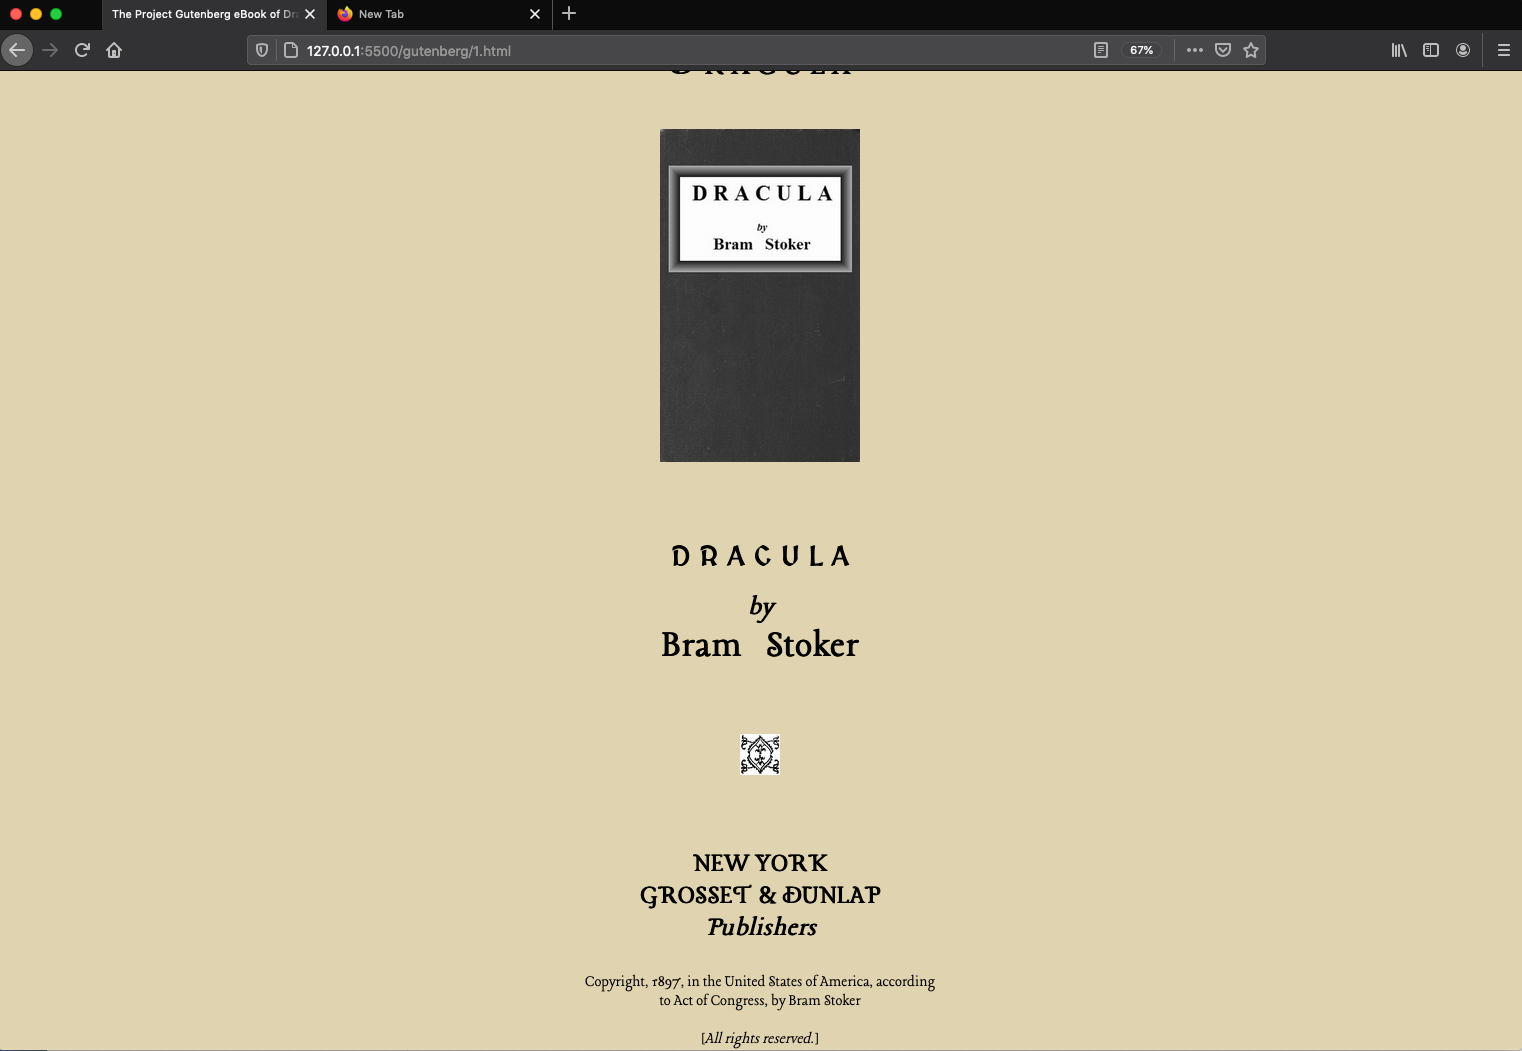 The Project Gutenberg eBook of Dr
New Tab
127.0.0.1:5500/gutenberg/1.html
67%
DRACULA
DRACULA
by
Bram Stoker
DRACULA
by
Bram Stoker
NEW YORK
GROSSET & DUNLAP
Publishers
Copyright, 1897, in the United States of America, according
to Act of Congress, by Bram Stoker
[All rights reserved.]